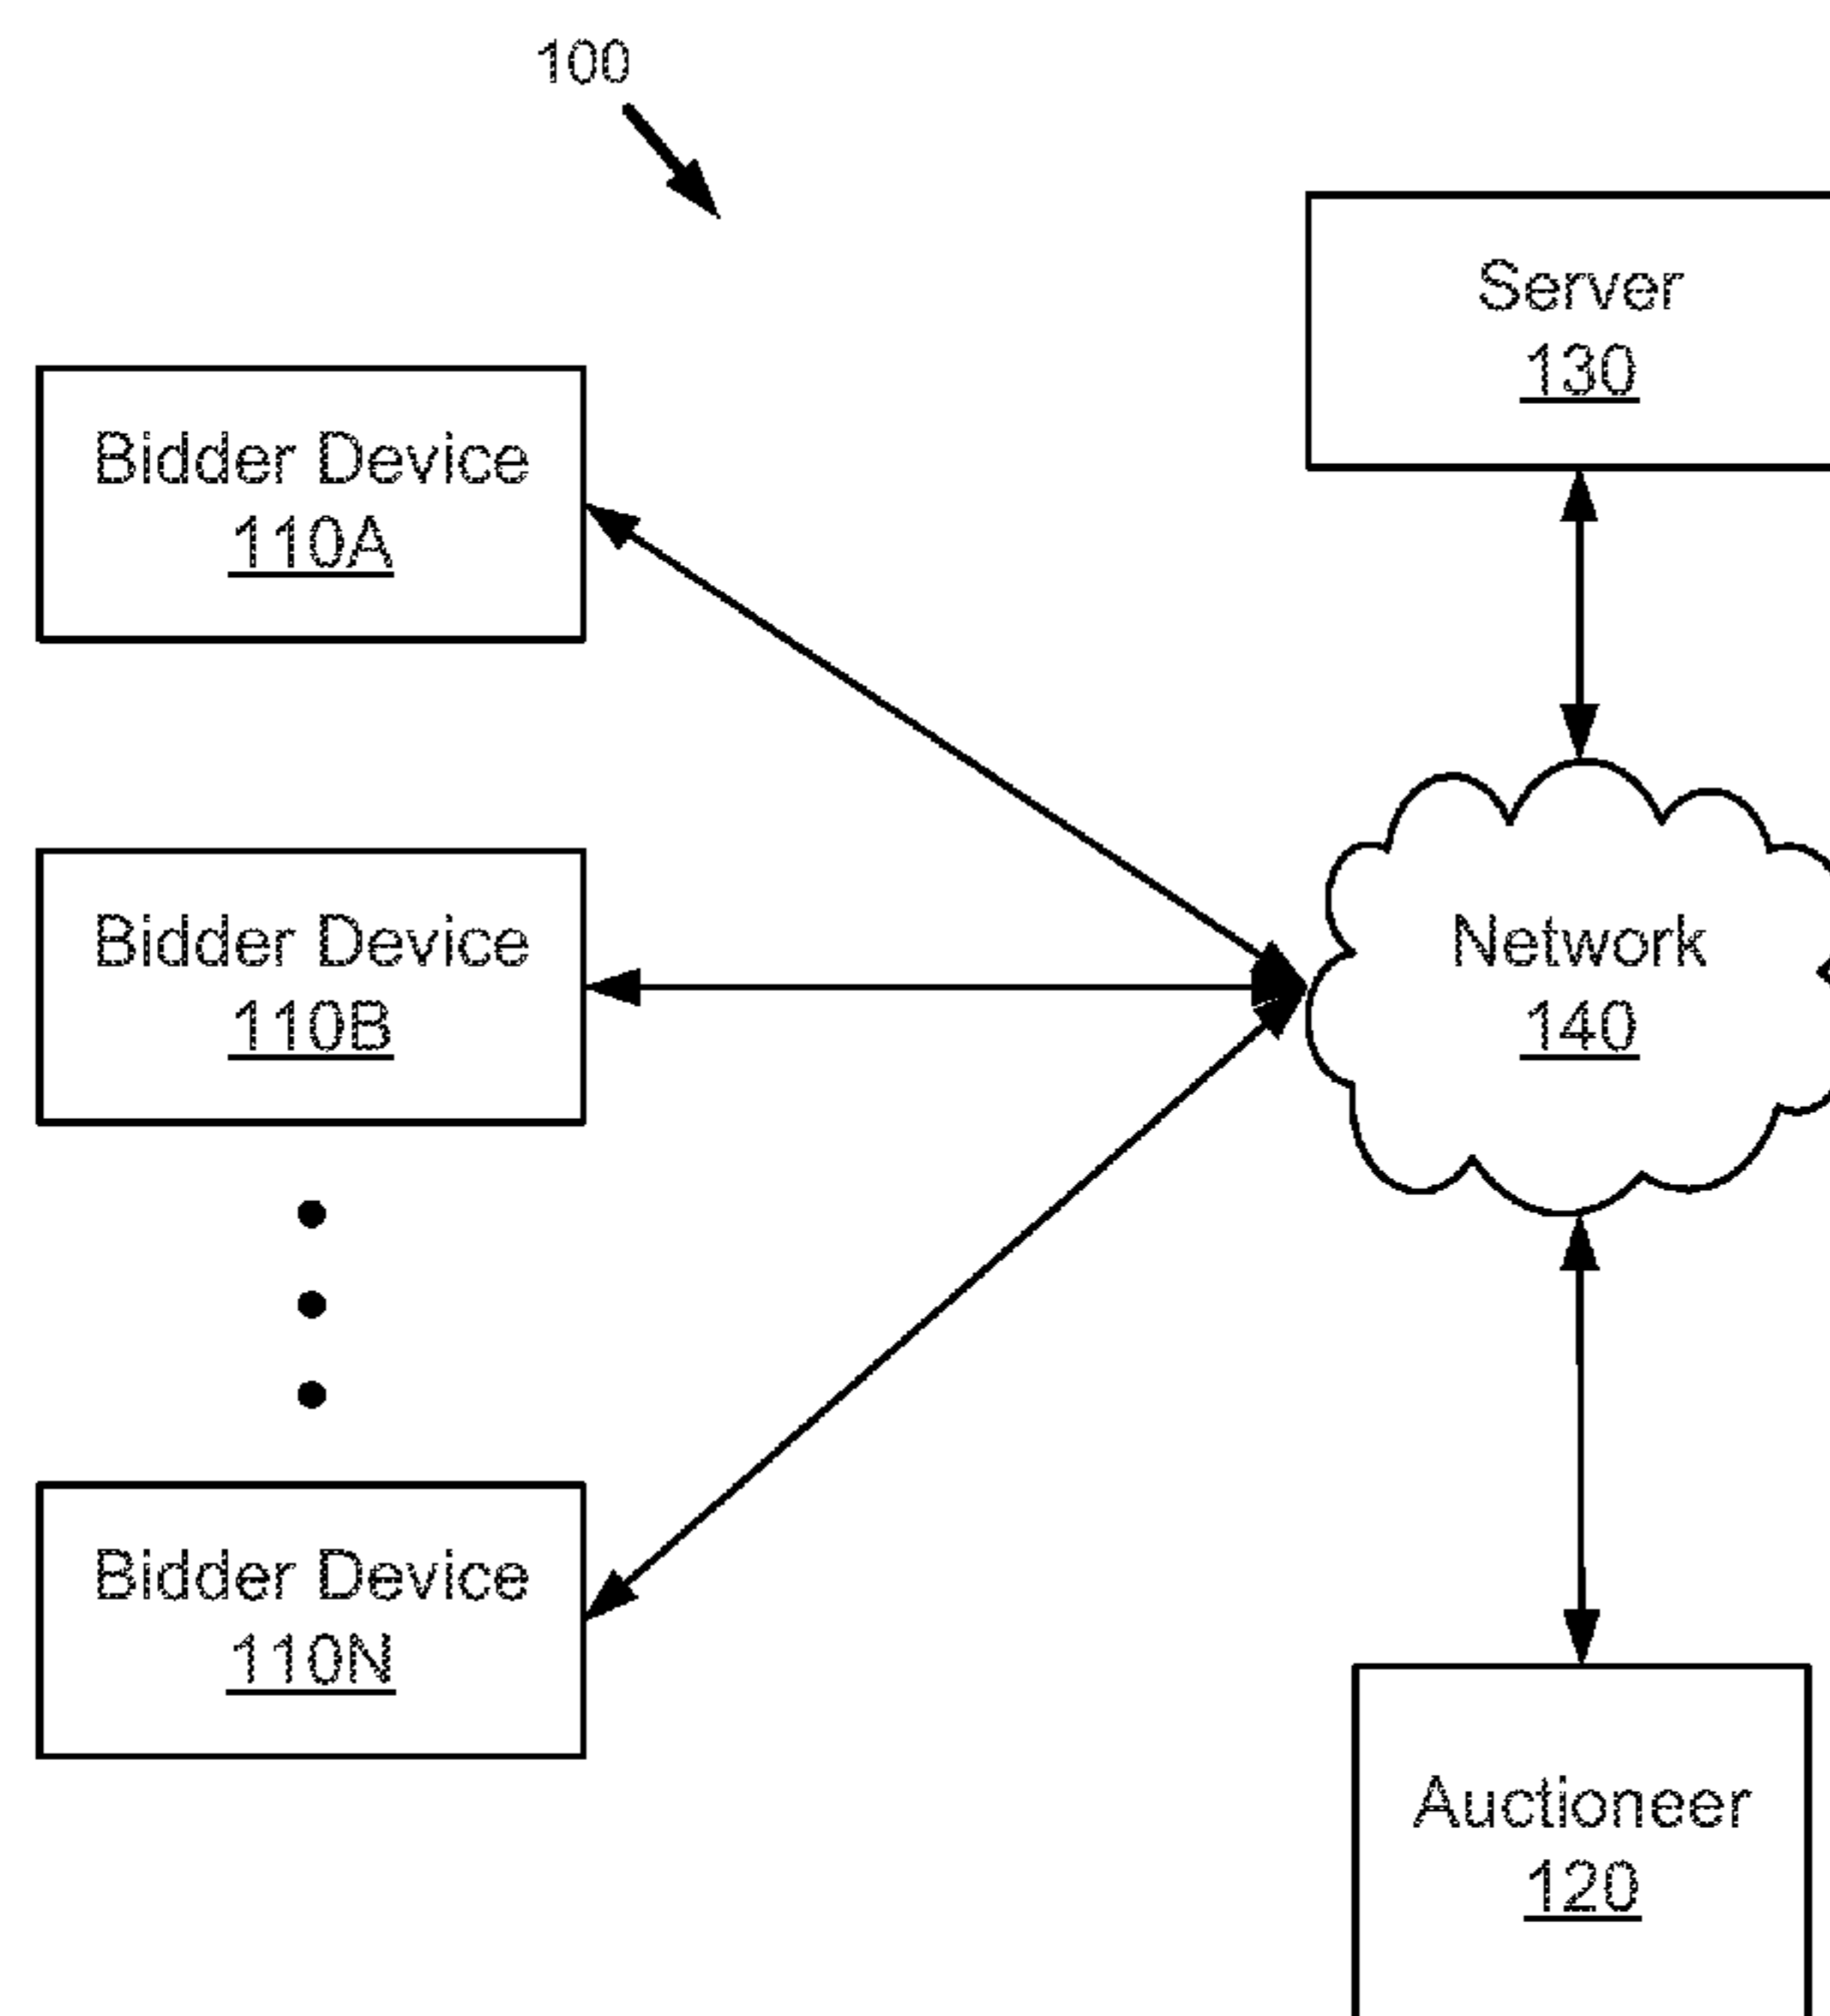 100
Server
130
Bidder Device
110A
Bidder Device
110B
Network
140
Bidder Device
110N
Auctioneer
120